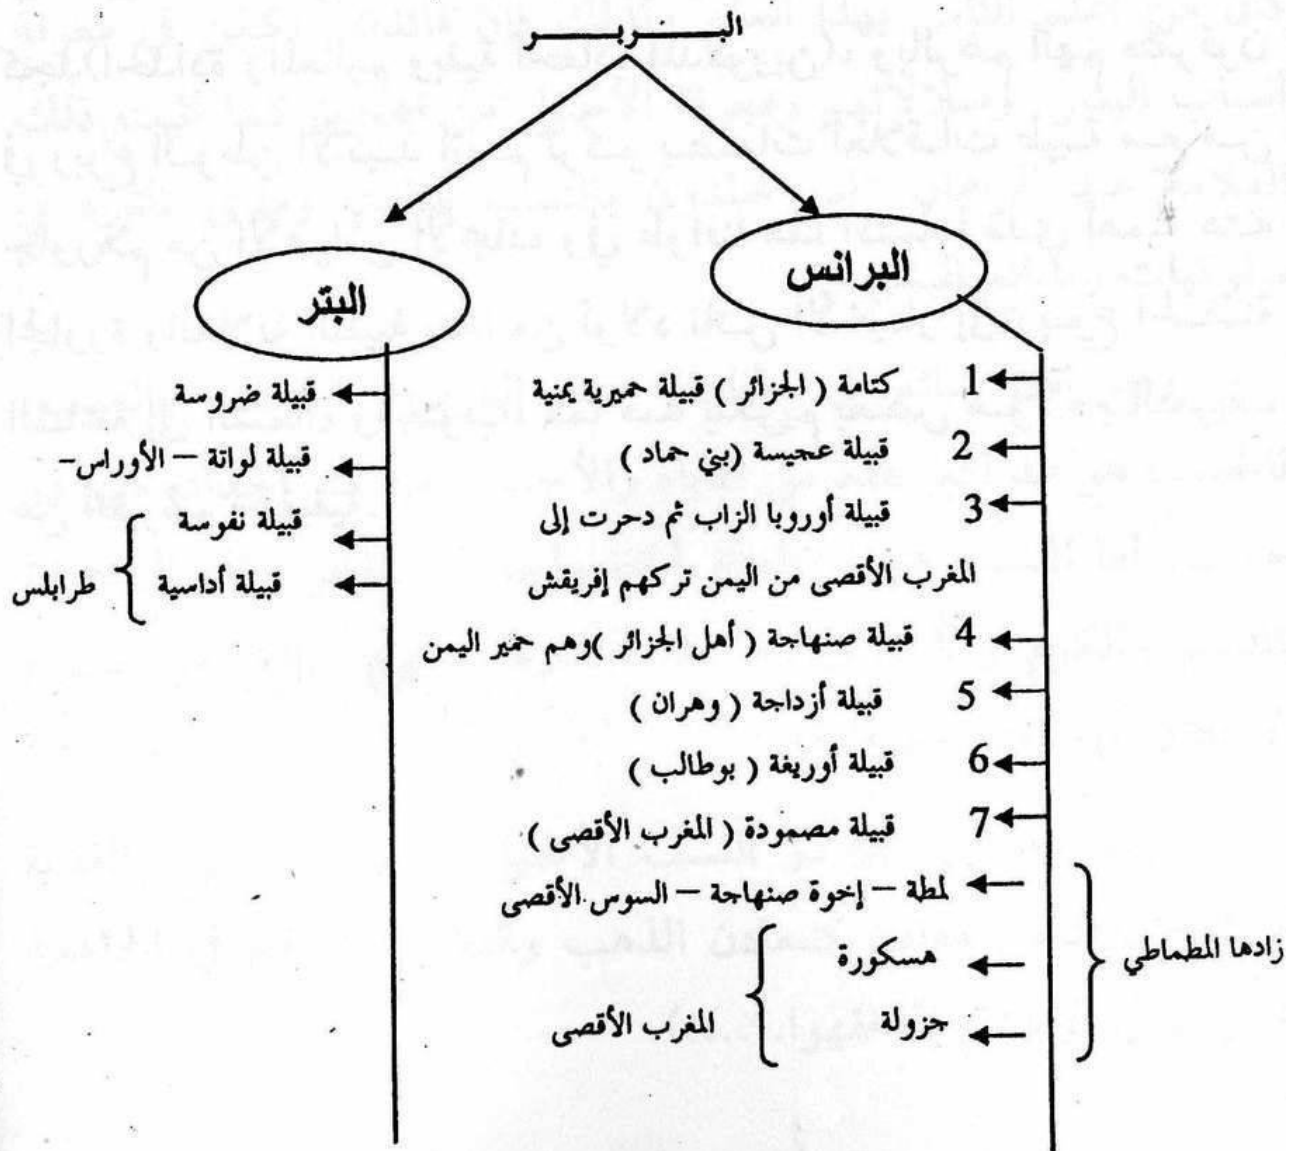 البــــربــــر
البرانس
1 كتامة ( الجزائر ) قبيلة حميرية يمنية
2 قبيلة عجيسة (بني حماد )
3 قبيلة أوروبا الزاب ثم دحرت إلى
المغرب الأقصى من اليمن تركهم إفريقش
4 قبيلة صنهاجة ( أهل الجزائر )وهم حمير اليمن
5 قبيلة أزداجة ( وهران )
6 قبيلة أوريغة ( بوطالب )
7 قبيلة مصمودة ( المغرب الأقصى )
لمطة – إخوة صنهاجة – السوس الأقصى
هسكورة
جزولة
المغرب الأقصى
زادها المطماطي
البتر
قبيلة ضروسة
قبيلة لواتة – الأوراس-
قبيلة نفوسة
قبيلة أداسية
طرابلس